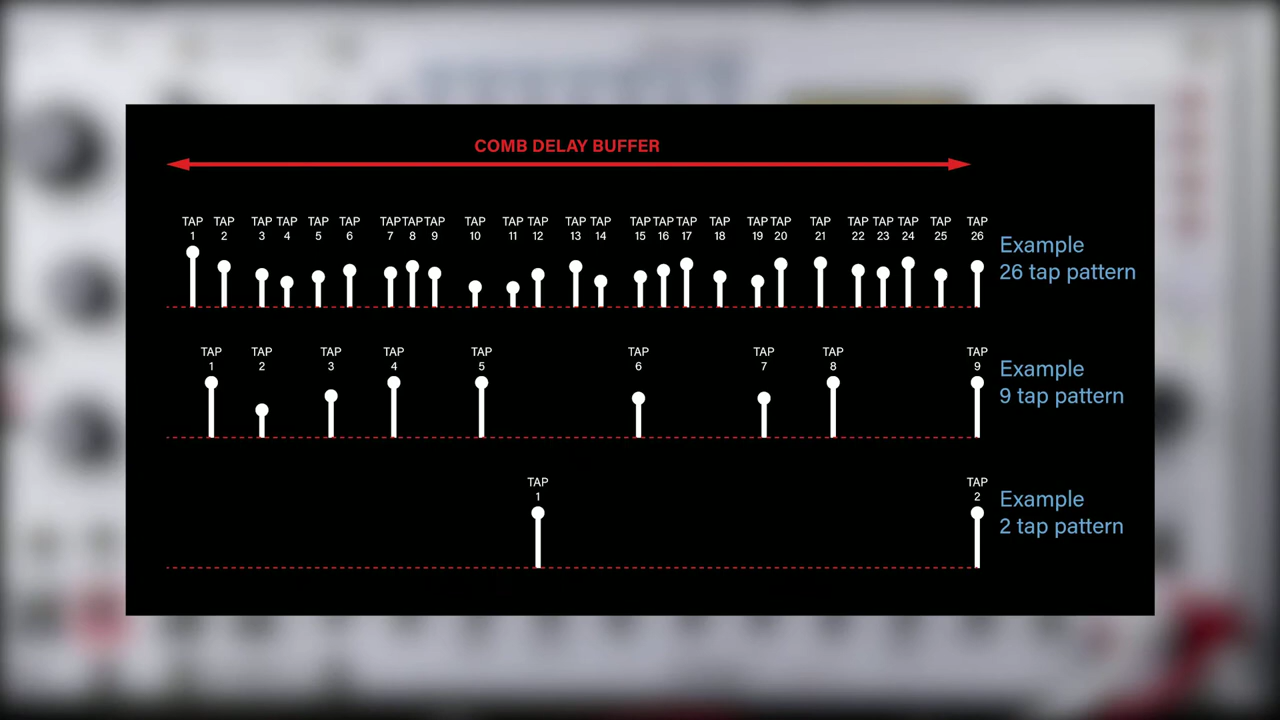 COMB DELAY BUFFER
TAP TAP TAP TAP TAP TAP TAP TAP TAP TAP TAP TAP TAP TAP TAP TAP TAP TAP TAP TAP TAP TAP TAP TAP TAP TAP
1 2 3 4 5 6 7 8 9 10 11 12 13 14 15 16 17 18 19 20 21 22 23 24 25 26
Example
26 tap pattern
TAP TAP TAP TAP TAP TAP TAP TAP TAP
1 2 3 4 5 6 7 8 9
Example
9 tap pattern
TAP TAP
1 2
Example
2 tap pattern